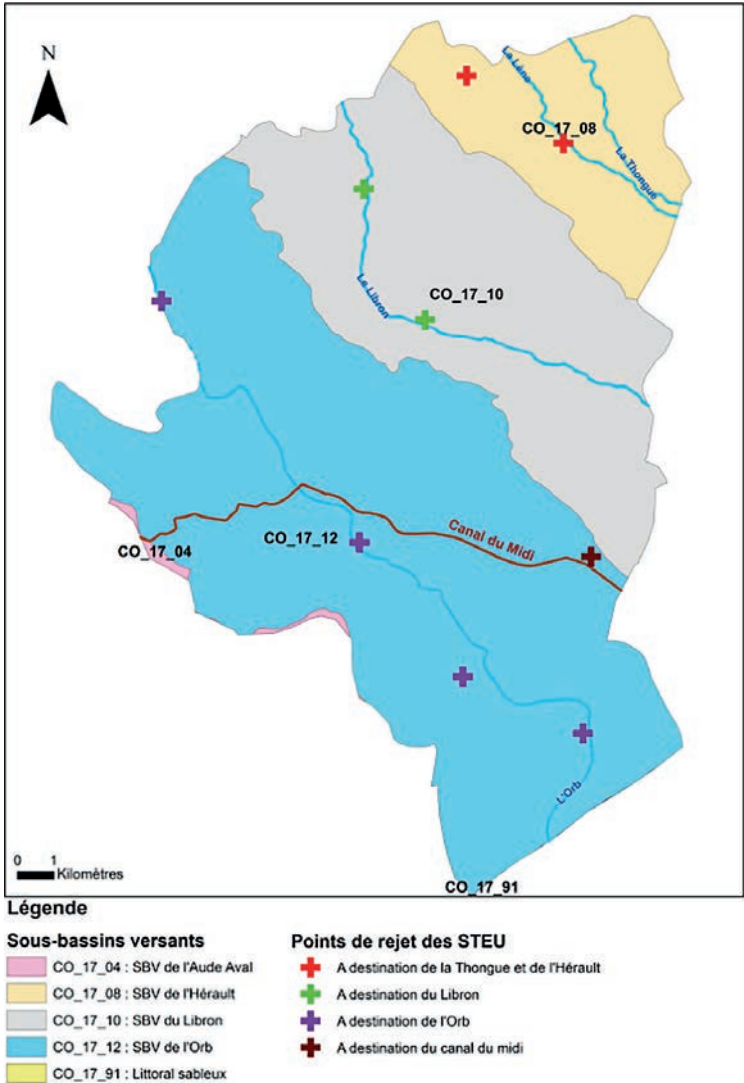 N
La Léne
CO_17_08
La Thongue
CO_17_10
Le Libron
Canal du Midi
CO_17_12
CO_17_04
L'Orb
0 1
Kilomètres
CO_17_91
Légende
Sous-bassins versants
CO_17_04 : SBV de l'Aude Aval
CO_17_08 : SBV de l'Hérault
CO_17_10 : SBV du Libron
CO_17_12 : SBV de l'Orb
CO_17_91 : Littoral sableux
Points de rejet des STEU
A destination de la Thongue et de l'Hérault
A destination du Libron
A destination de l'Orb
A destination du canal du midi